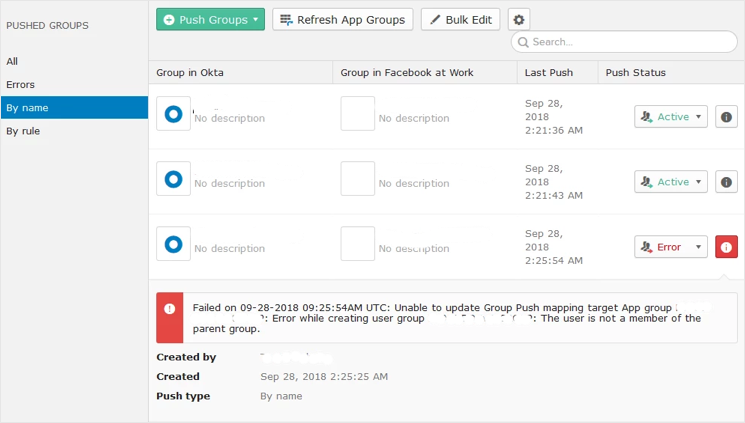 PUSHED GROUPS
All
Errors
By name
By rule
Push Groups
Refresh App Groups
Bulk Edit
Search...
Group in Okta
Group in Facebook at Work
Last Push
Push Status
No description
No description
Sep 28,
2018
2:21:36 AM
Active
No description
No description
Sep 28,
2018
2:21:43 AM
Active
No description
No description
Sep 28,
2018
2:25:54 AM
Error
Failed on 09-28-2018 09:25:54AM UTC: Unable to update Group Push mapping target App group
: Error while creating user group : The user is not a member of the
parent group.
Created by
Created Sep 28, 2018 2:25:25 AM
Push type By name